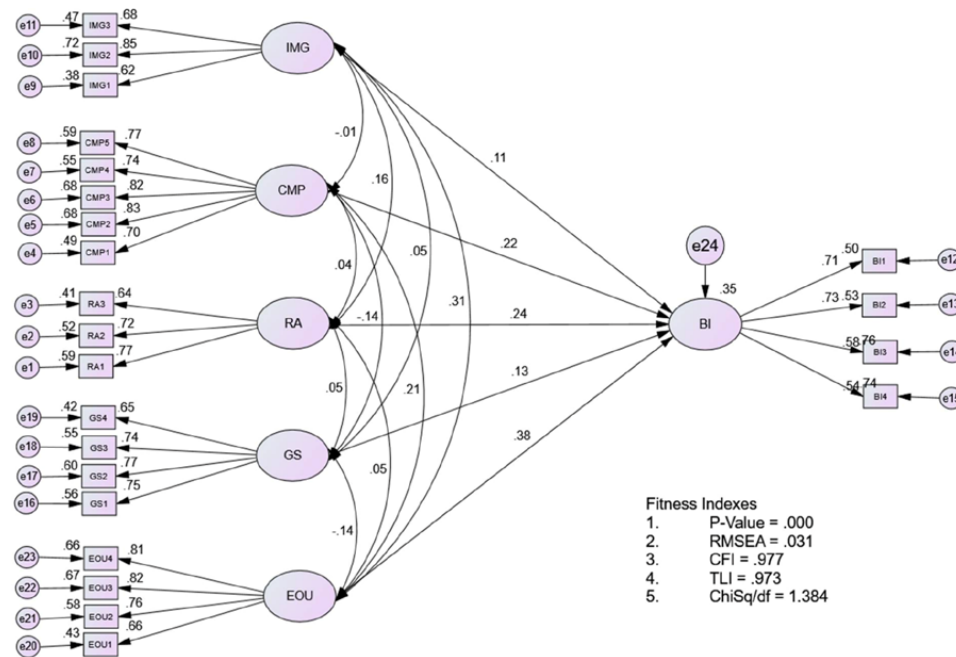 e11 .47 IMG3 .68
e10 .72 IMG2 .85
e9 .38 IMG1 .62
IMG
e8 .59 CMP5 .77
e7 .55 CMP4 .74
e6 .68 CMP3 .82
e5 .68 CMP2 .83
e4 .49 CMP1 .70
CMP
e3 .41 RA3 .64
e2 .52 RA2 .72
e1 .59 RA1 .77
RA
e19 .42 GS4 .65
e18 .55 GS3 .74
e17 .60 GS2 .77
e16 .56 GS1 .75
GS
e23 .66 EOU4 .81
e22 .67 EOU3 .82
e21 .58 EOU2 .76
e20 .43 EOU1 .66
EOU
-.01
.16
.05
.31
.04
-.14
.21
.05
.05
-.14
.11
.22
.24
.13
.38
e24
.35
BI
.71 .50 BI1 e12
.73 .53 BI2
.58 .76 BI3
.54 .74 BI4 e15
Fitness Indexes
1. P-Value = .000
2. RMSEA = .031
3. CFI = .977
4. TLI = .973
5. ChiSq/df = 1.384